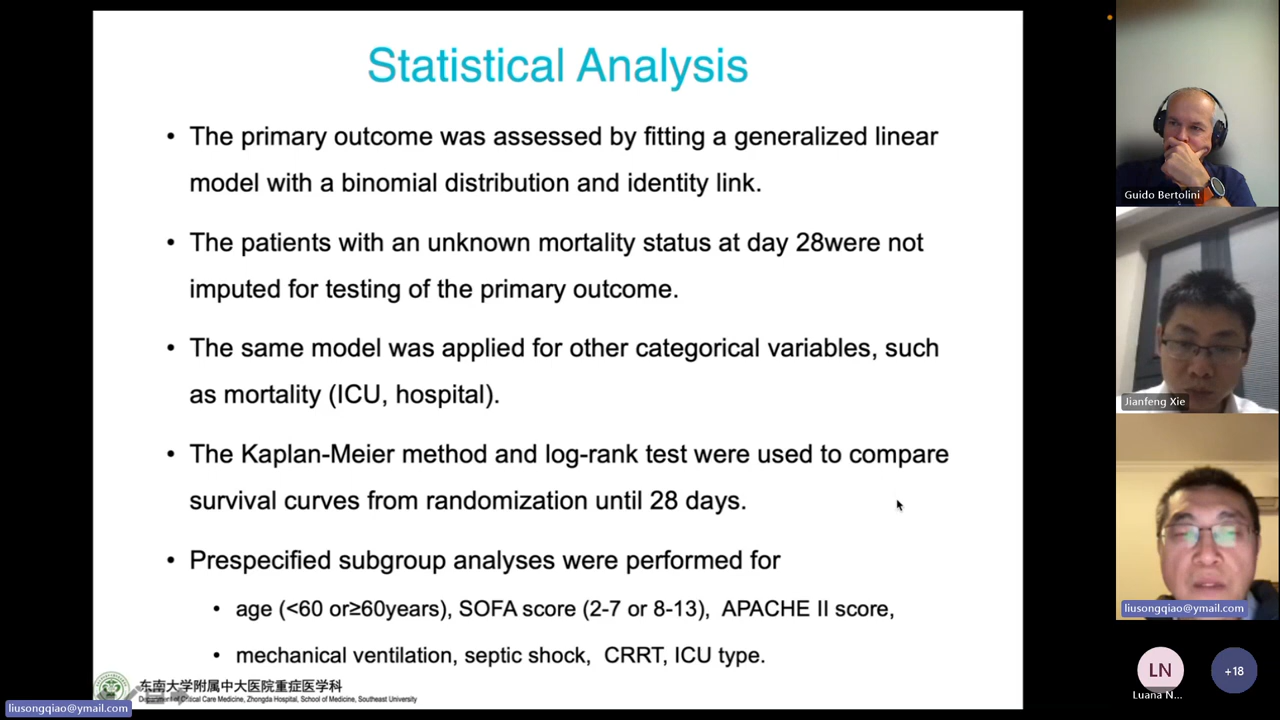 Statistical Analysis
• The primary outcome was assessed by fitting a generalized linear
model with a binomial distribution and identity link.
• The patients with an unknown mortality status at day 28were not
imputed for testing of the primary outcome.
• The same model was applied for other categorical variables, such
as mortality (ICU, hospital).
• The Kaplan-Meier method and log-rank test were used to compare
survival curves from randomization until 28 days.
• Prespecified subgroup analyses were performed for
• age (<60 or≥60years), SOFA score (2-7 or 8-13), APACHE II score,
• mechanical ventilation, septic shock, CRRT, ICU type.
东南大学附属中大医院重症医学科
Critical Care Medicine, Zhongda Hospital, School of Medicine, Southeast University
liusongqiao@ymail.com
Guido Bertolini
Jianfeng Xie
liusongqiao@ymail.com
LN
Luana N...
+18